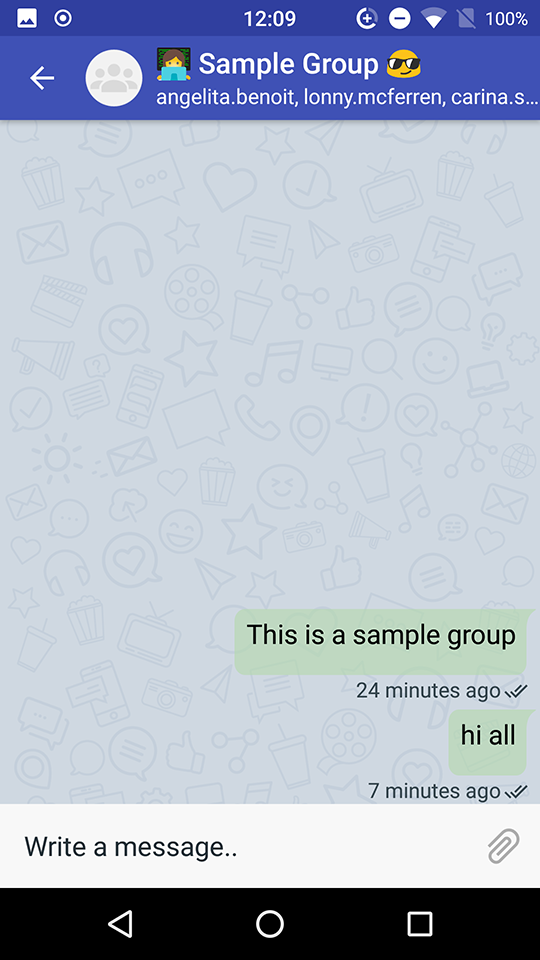 12:09
100%
👩‍💻 Sample Group 😎
angelita.benoit, lonny.mcferren, carina.s...
This is a sample group
24 minutes ago
hi all
7 minutes ago
Write a message..